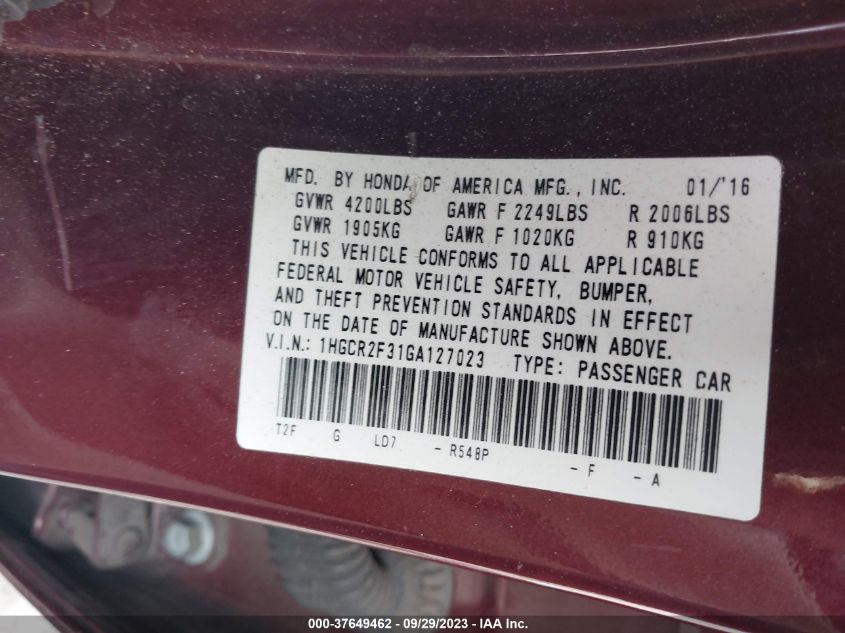 MFD. BY HONDA OF AMERICA MFG., INC. 01/'16
GVWR 4200LBS GAWR F 2249LBS R 2006LBS
GVWR 1905KG GAWR F 1020KG R 910KG
THIS VEHICLE CONFORMS TO ALL APPLICABLE
FEDERAL MOTOR VEHICLE SAFETY, BUMPER,
AND THEFT PREVENTION STANDARDS IN EFFECT
ON THE DATE OF MANUFACTURE SHOWN ABOVE.
V.I.N.: 1HGCR2F31GA127023 TYPE: PASSENGER CAR
T2F G LD7 - R548P - F - A
000-37649462 - 09/29/2023 - IAA Inc.